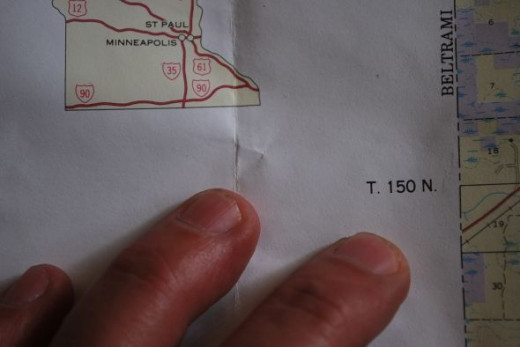 12
ST PAUL
MINNEAPOLIS
35
61
90
90
BELTRAMI
6
7
18
T. 150 N.
19
30